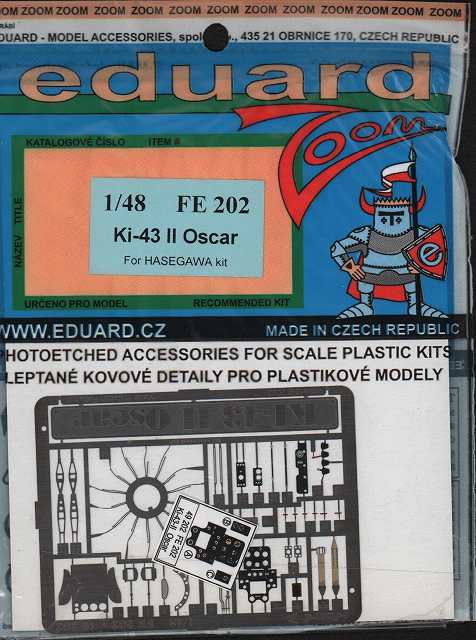 ZOOM ZOOM ZOOM ZOOM ZOOM ZOOM ZOOM ZOOM ZOOM
EDUARD - MODEL ACCESSORIES, 435 21 OBRNICE 170, CZECH REPUBLIC
eduard
Zoom
KATALOGOVÉ ČÍSLO ITEM #
NÁZEV TITLE
1/48 FE 202
Ki-43 II Oscar
For HASEGAWA kit
e
URČENO PRO MODEL RECOMMENDED KIT
WWW.EDUARD.CZ MADE IN CZECH REPUBLIC
PHOTOETCHED ACCESSORIES FOR SCALE PLASTIC KITS
LEPTANÉ KOVOVÉ DETAILY PRO PLASTIKOVÉ MODELY
Ki-43 II Oscar
49 202 FE 202
Ki-43.II Oscar